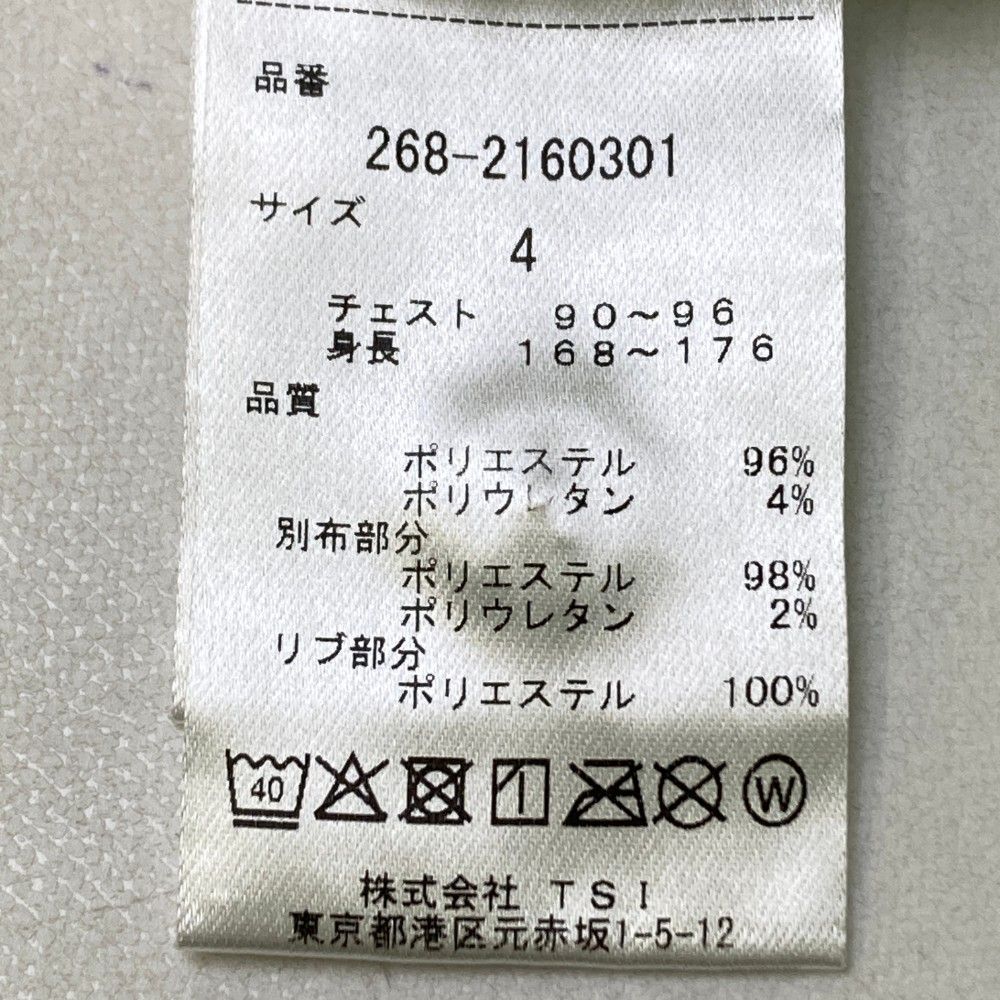 品番
268-2160301
サイズ
4
チェスト 90～96
身長 168～176
品質
ポリエステル 96%
ポリウレタン 4%
別布部分
ポリエステル 98%
ポリウレタン 2%
リブ部分
ポリエステル 100%
40 W
株式会社 TSI
東京都港区元赤坂1-5-12